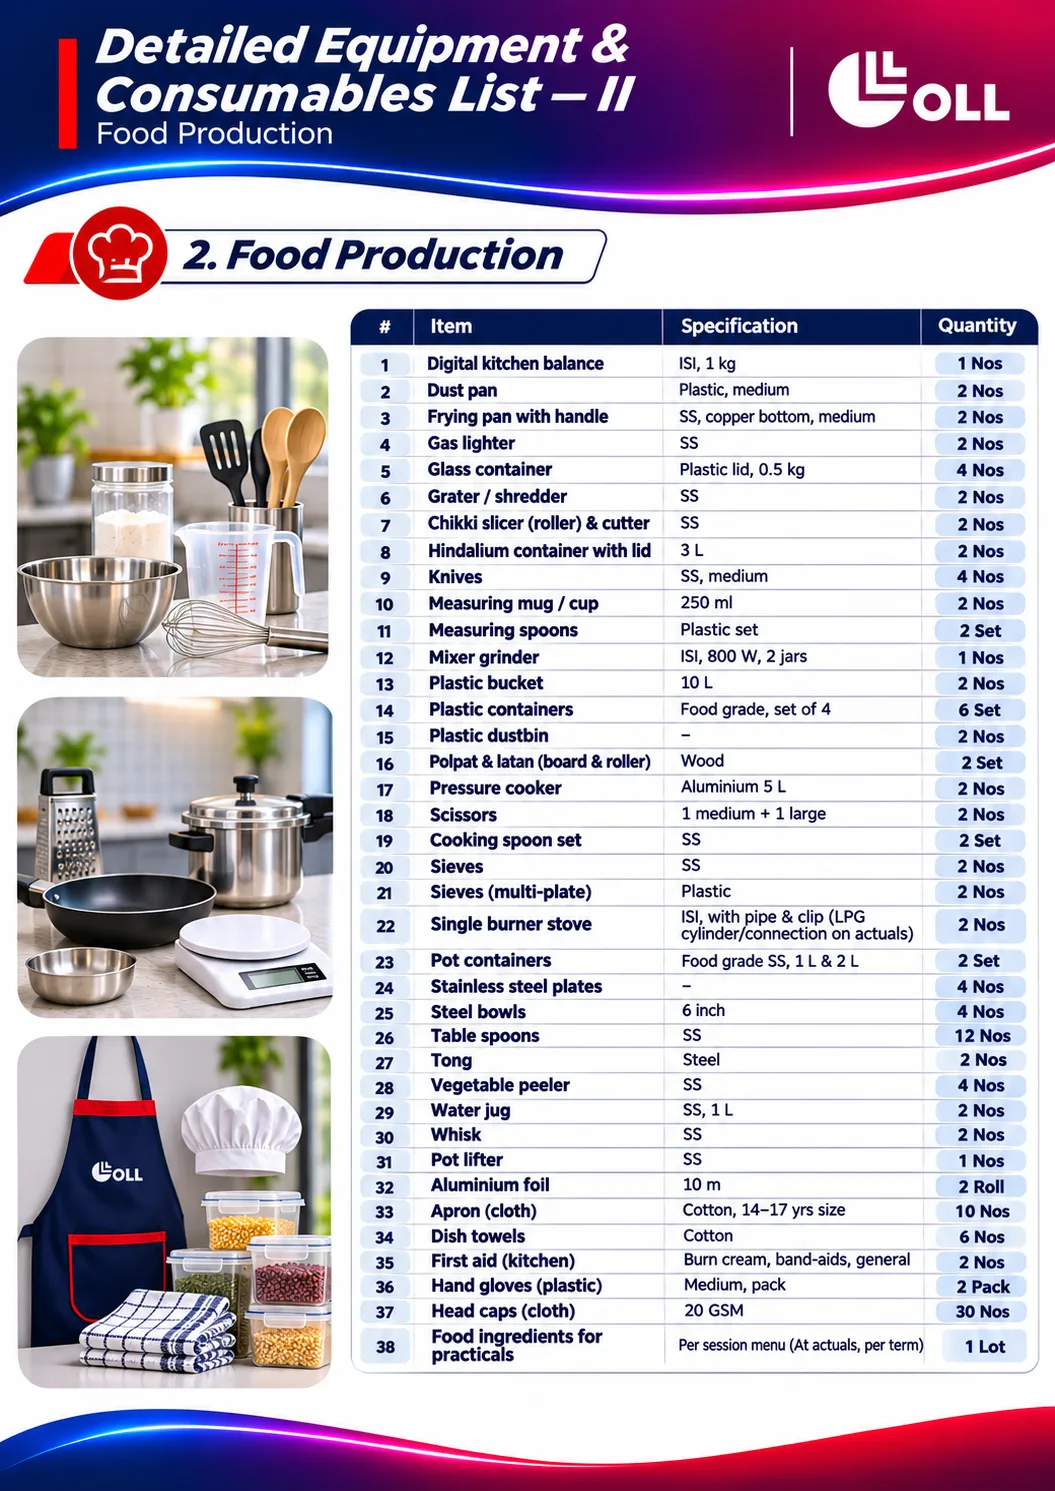 Detailed Equipment &
Consumables List – II
Food Production
OLL
2. Food Production
# Item Specification Quantity
1 Digital kitchen balance ISI, 1 kg 1 Nos
2 Dust pan Plastic, medium 2 Nos
3 Frying pan with handle SS, copper bottom, medium 2 Nos
4 Gas lighter SS 2 Nos
5 Glass container Plastic lid, 0.5 kg 4 Nos
6 Grater / shredder SS 2 Nos
7 Chikki slicer (roller) & cutter SS 2 Nos
8 Hindalium container with lid 3 L 2 Nos
9 Knives SS, medium 4 Nos
10 Measuring mug / cup 250 ml 2 Nos
11 Measuring spoons Plastic set 2 Set
12 Mixer grinder ISI, 800 W, 2 jars 1 Nos
13 Plastic bucket 10 L 2 Nos
14 Plastic containers Food grade, set of 4 6 Set
15 Plastic dustbin – 2 Nos
16 Polpat & latan (board & roller) Wood 2 Set
17 Pressure cooker Aluminium 5 L 2 Nos
18 Scissors 1 medium + 1 large 2 Nos
19 Cooking spoon set SS 2 Set
20 Sieves SS 2 Nos
21 Sieves (multi-plate) Plastic 2 Nos
22 Single burner stove ISI, with pipe & clip (LPG
cylinder/connection on actuals) 2 Nos
23 Pot containers Food grade SS, 1 L & 2 L 2 Set
24 Stainless steel plates – 4 Nos
25 Steel bowls 6 inch 4 Nos
26 Table spoons SS 12 Nos
27 Tong Steel 2 Nos
28 Vegetable peeler SS 4 Nos
29 Water jug SS, 1 L 2 Nos
30 Whisk SS 2 Nos
31 Pot lifter SS 1 Nos
32 Aluminium foil 10 m 2 Roll
33 Apron (cloth) Cotton, 14–17 yrs size 10 Nos
34 Dish towels Cotton 6 Nos
35 First aid (kitchen) Burn cream, band-aids, general 2 Nos
36 Hand gloves (plastic) Medium, pack 2 Pack
37 Head caps (cloth) 20 GSM 30 Nos
38 Food ingredients for
practicals Per session menu (At actuals, per term) 1 Lot
OLL